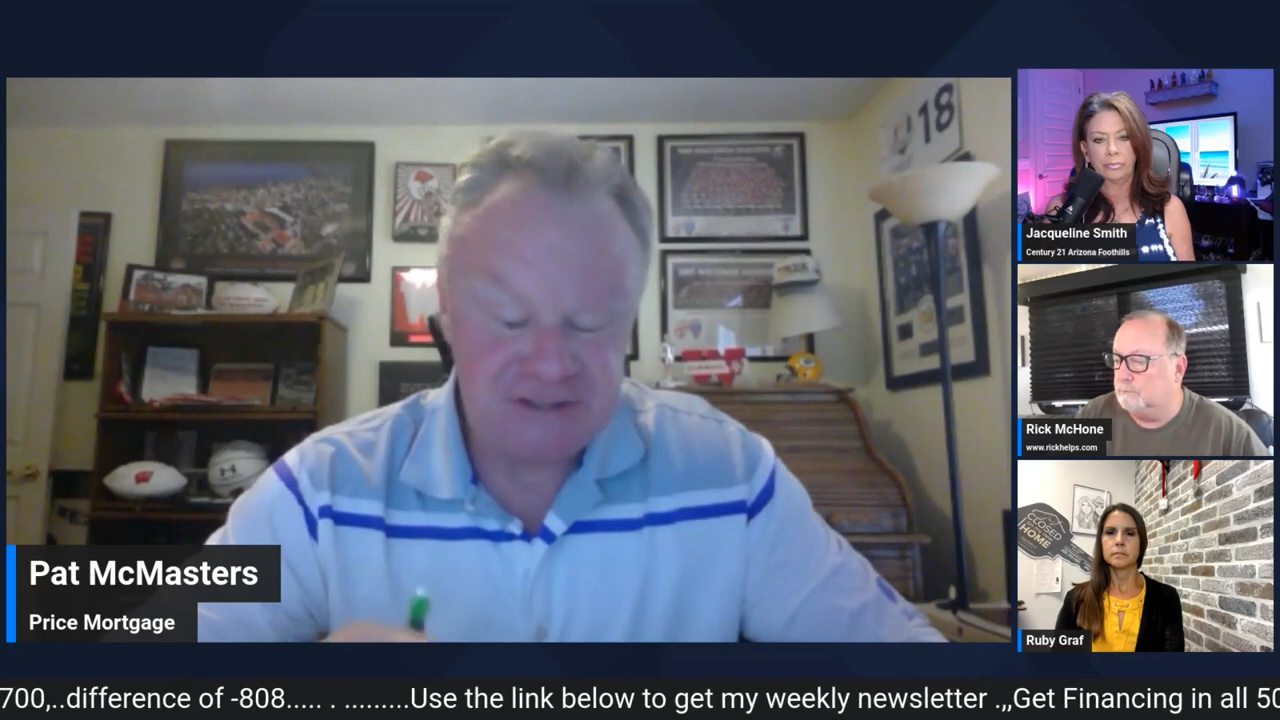 18
Jacqueline Smith
Century 21 Arizona Foothills
Rick McHone
www.rickhelps.com
CLOSED
HOME
Pat McMasters
Price Mortgage
Ruby Graf
700,..difference of -808..... . .........Use the link below to get my weekly newsletter .,,Get Financing in all 50